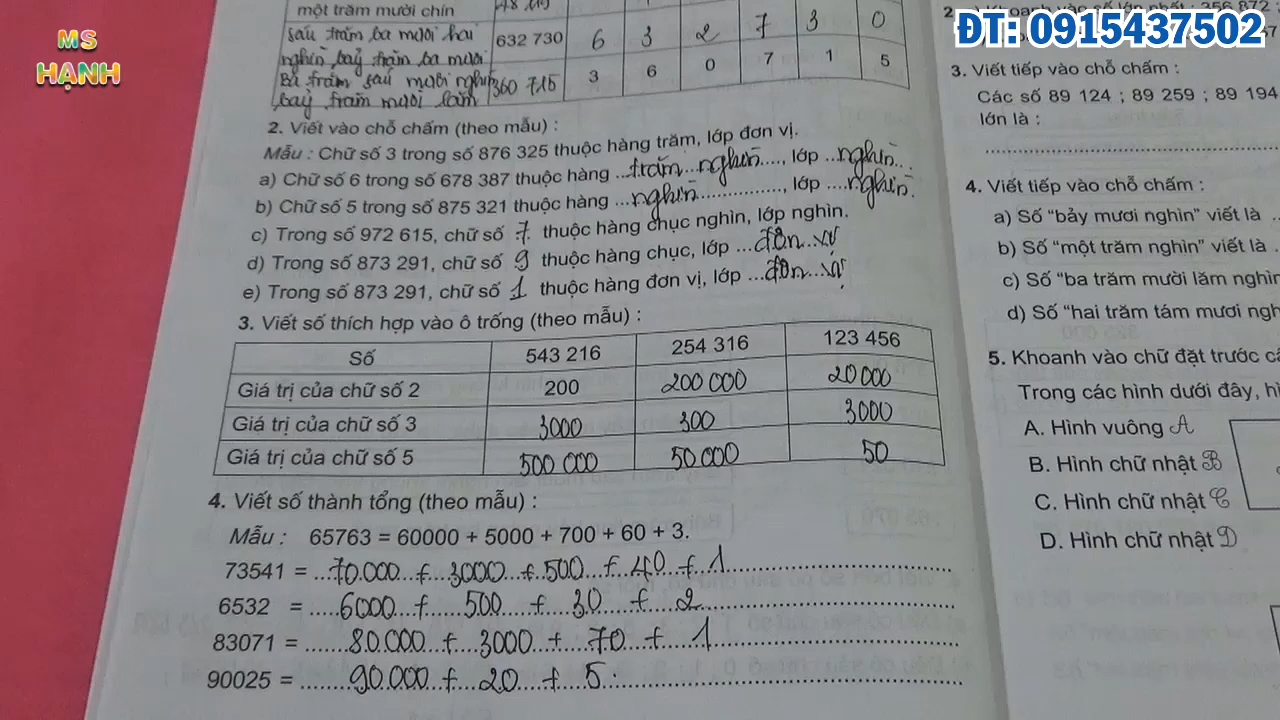 MS
HẠNH
ĐT: 0915437502
một trăm mười chín
sáu trăm ba mươi hai nghìn bảy trăm ba mươi 632 730 6 3 2 7 3 0
Ba trăm sáu mươi nghìn bảy trăm mười lăm 360 715 3 6 0 7 1 5
2. Viết vào chỗ chấm (theo mẫu) :
Mẫu : Chữ số 3 trong số 876 325 thuộc hàng trăm, lớp đơn vị.
a) Chữ số 6 trong số 678 387 thuộc hàng ...trăm...nghìn...., lớp ...nghìn...
b) Chữ số 5 trong số 875 321 thuộc hàng ...nghìn................, lớp ....nghìn.
c) Trong số 972 615, chữ số .7. thuộc hàng chục nghìn, lớp nghìn.
d) Trong số 873 291, chữ số 9 thuộc hàng chục, lớp ...đơn..vị
e) Trong số 873 291, chữ số 1 thuộc hàng đơn vị, lớp ...đơn..vị
3. Viết số thích hợp vào ô trống (theo mẫu) :
Số 543 216 254 316 123 456
Giá trị của chữ số 2 200 200 000 20 000
Giá trị của chữ số 3 3000 300 3000
Giá trị của chữ số 5 500 000 50 000 50
4. Viết số thành tổng (theo mẫu) :
Mẫu : 65763 = 60000 + 5000 + 700 + 60 + 3.
73541 = ...70.000...+...3000...+..500...+..40..+..1..............
6532 = .....6000...+....500....+....30....+....2..............
83071 = .......80.000...+...3000...+...70...+....1..............
90025 = ........90.000...+....20....+....5..............
3. Viết tiếp vào chỗ chấm :
Các số 89 124 ; 89 259 ; 89 194
lớn là :
4. Viết tiếp vào chỗ chấm :
a) Số “bảy mươi nghìn” viết là
b) Số “một trăm nghìn” viết là
c) Số “ba trăm mười lăm nghìn
d) Số “hai trăm tám mươi ngh
5. Khoanh vào chữ đặt trước câ
Trong các hình dưới đây, hì
A. Hình vuông A
B. Hình chữ nhật B
C. Hình chữ nhật C
D. Hình chữ nhật D